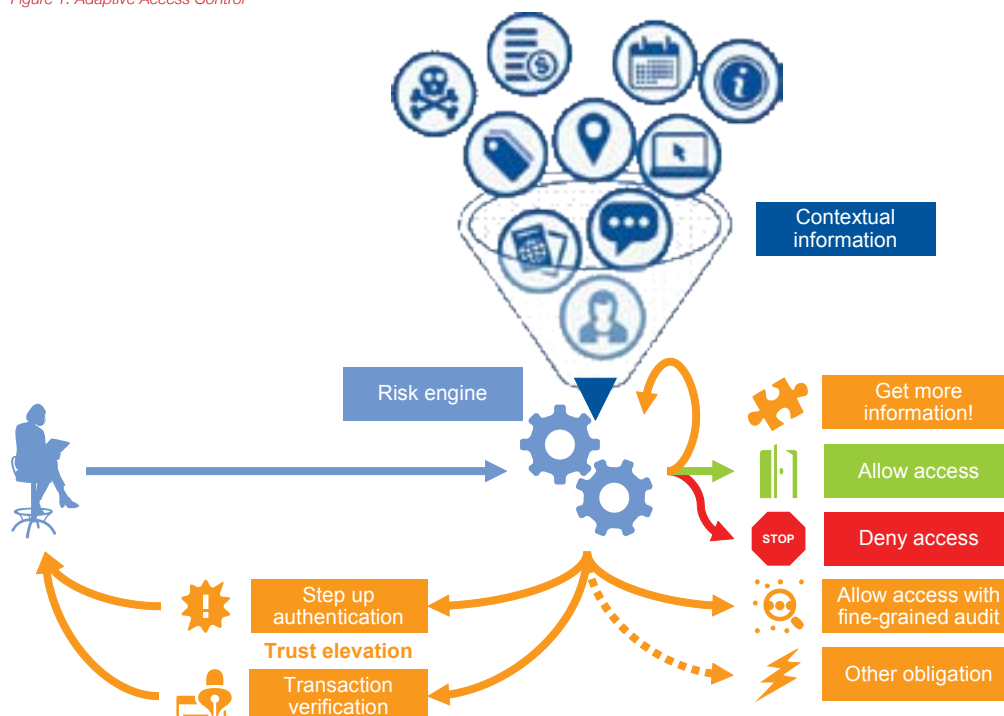 Figure 1: Adaptive Access Control
Contextual
information
Risk engine
Get more
information!
Allow access
STOP
Deny access
Step up
authentication
Allow access with
fine-grained audit
Trust elevation
Other obligation
Transaction
verification